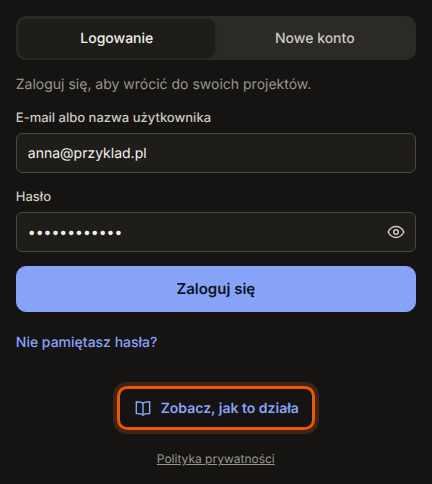 Logowanie
Nowe konto
Zaloguj się, aby wrócić do swoich projektów.
E-mail albo nazwa użytkownika
anna@przyklad.pl
Hasło
••••••••••••
Zaloguj się
Nie pamiętasz hasła?
Zobacz, jak to działa
Polityka prywatności